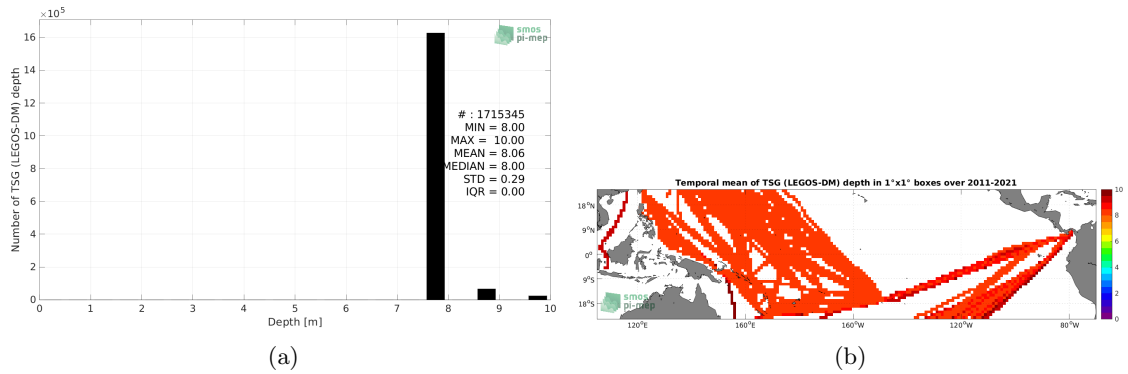 ×10⁵
16
14
12
10
8
6
4
2
0
Number of TSG (LEGOS-DM) depth
smos
pi-mep
# : 1715345
MIN = 8.00
MAX = 10.00
MEAN = 8.06
MEDIAN = 8.00
STD = 0.29
IQR = 0.00
0 1 2 3 4 5 6 7 8 9 10
Depth [m]
(a)
Temporal mean of TSG (LEGOS-DM) depth in 1°x1° boxes over 2011-2021
18°N
9°N
0°
9°S
18°S
smos
pi-mep
120°E 160°E 160°W 120°W 80°W
10
8
6
4
2
0
(b)